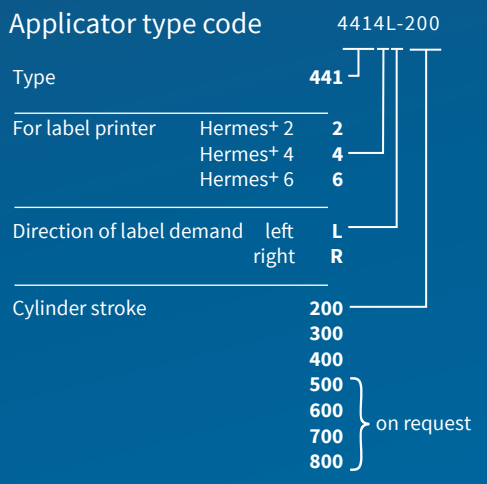 Applicator type code 4414L-200
Type 441
For label printer Hermes+ 2 2
Hermes+ 4 4
Hermes+ 6 6
Direction of label demand left L
right R
Cylinder stroke 200
300
400
500
600
on request
700
800